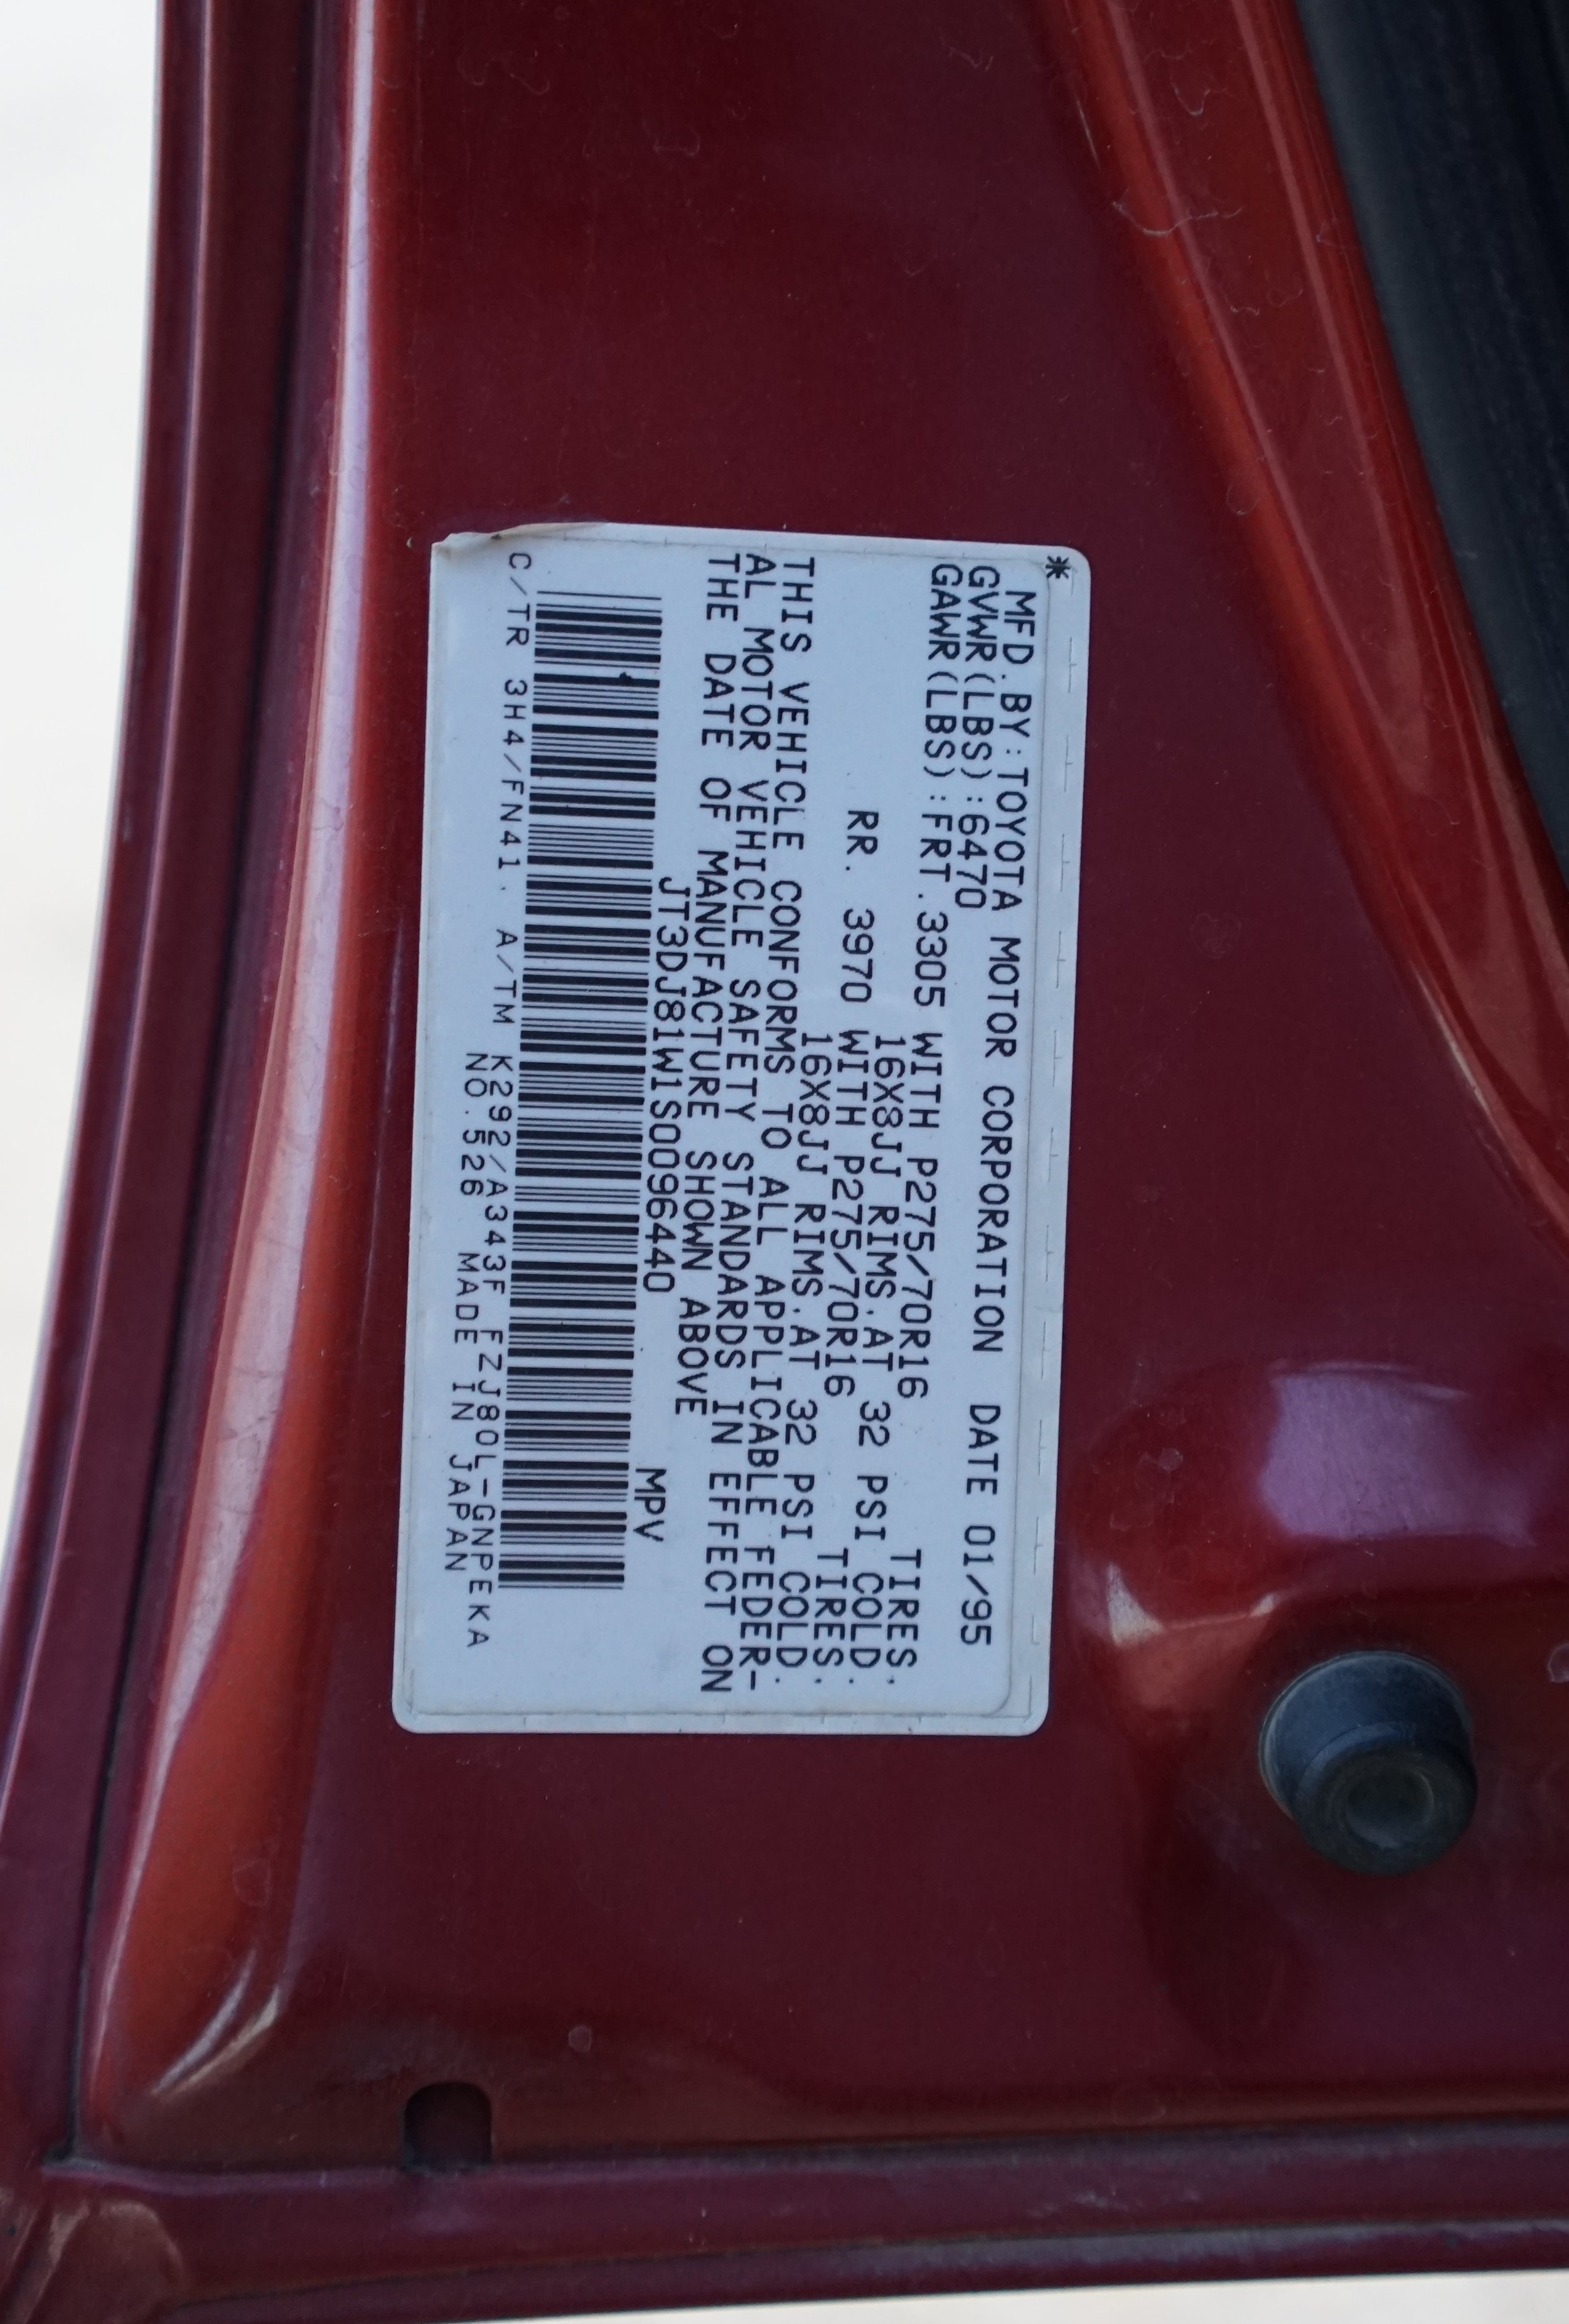 *
MFD.BY:TOYOTA MOTOR CORPORATION DATE 01/95
GVWR(LBS):6470
GAWR(LBS):FRT.3305 WITH P275/70R16 TIRES.
16X8JJ RIMS.AT 32 PSI COLD.
RR. 3970 WITH P275/70R16 TIRES.
16X8JJ RIMS.AT 32 PSI COLD.
THIS VEHICLE CONFORMS TO ALL APPLICABLE FEDER-
AL MOTOR VEHICLE SAFETY STANDARDS IN EFFECT ON
THE DATE OF MANUFACTURE SHOWN ABOVE
JT3DJ81W1S0096440 MPV
C/TR 3H4/FN41. A/TM K292/A343F FZJ80L-GNPEKA
NO.526 MADE IN JAPAN